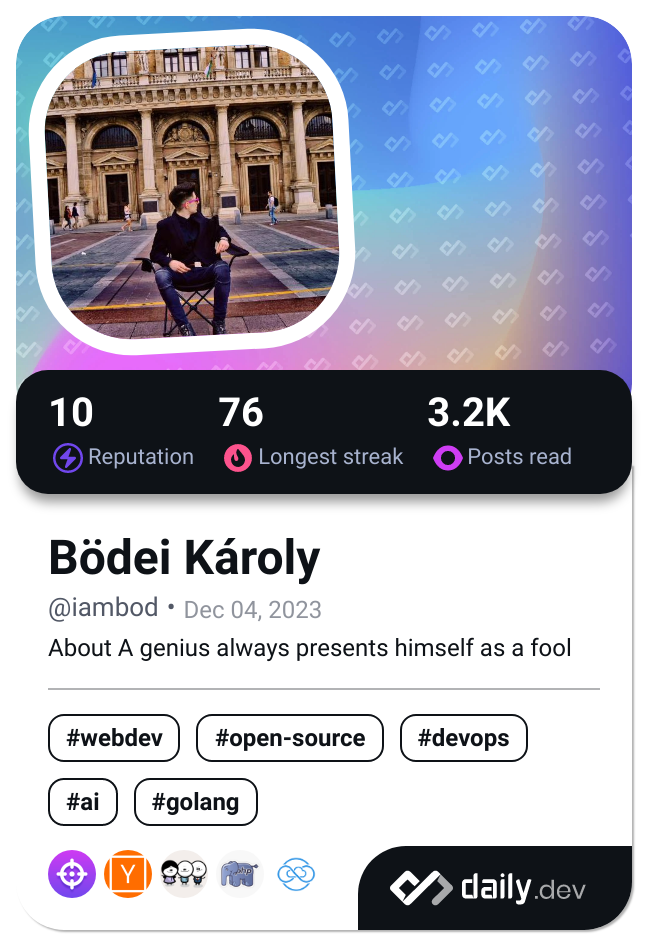 10 76 3.2K
Reputation Longest streak Posts read
Bödei Károly
@iambod • Dec 04, 2023
About A genius always presents himself as a fool
#webdev #open-source #devops
#ai #golang
Y php
daily.dev